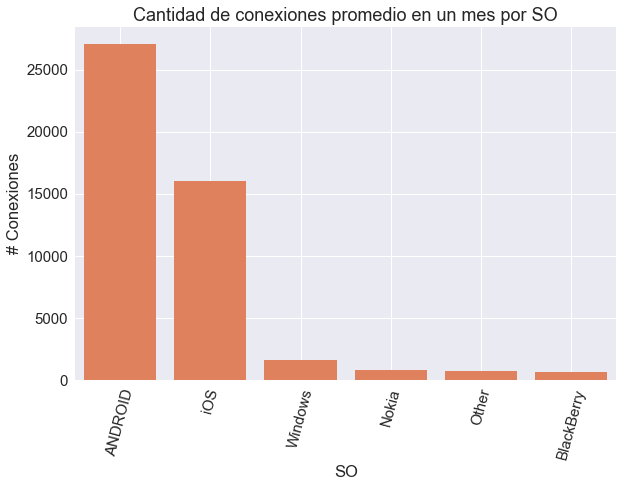 Cantidad de conexiones promedio en un mes por SO
# Conexiones
25000
20000
15000
10000
5000
0
ANDROID
iOS
Windows
Nokia
Other
BlackBerry
SO